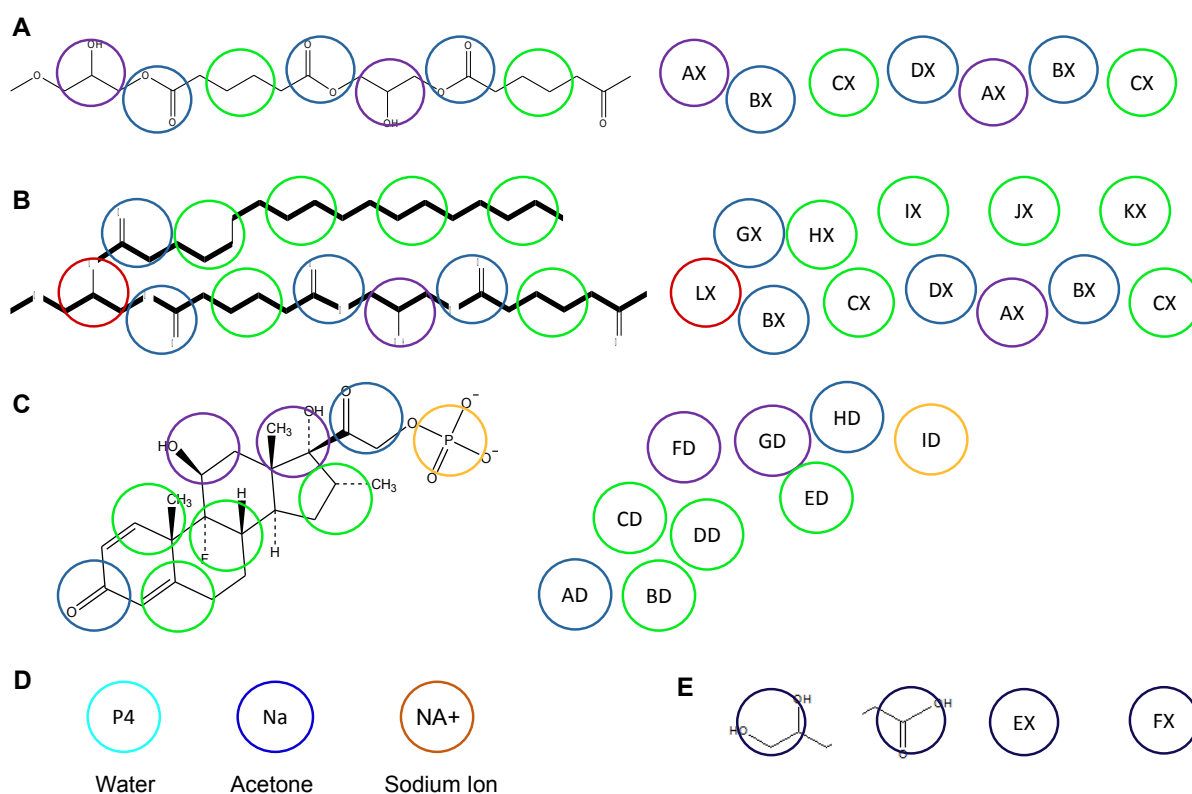 A
OH
O
O
O
O
O
O
O
OH
O
AX
BX
CX
DX
AX
BX
CX
B
GX
HX
IX
JX
KX
LX
BX
CX
DX
AX
BX
CX
C
O
OH
O
O−
P
O−
O
CH3
HO
CH3
H
CH3
F
H
O
FD
GD
HD
ID
ED
CD
DD
AD
BD
D
P4
Na
NA+
Water
Acetone
Sodium Ion
E
OH
HO
OH
O
EX
FX